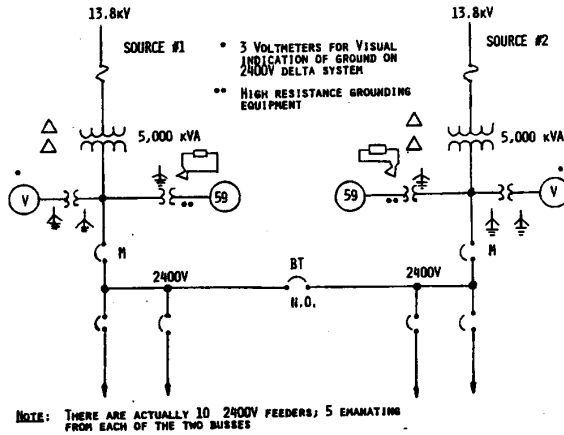 13.8kV
13.8kV
SOURCE #1
SOURCE #2
• 3 VOLTMETERS FOR VISUAL
INDICATION OF GROUND ON
2400V DELTA SYSTEM
•• HIGH RESISTANCE GROUNDING
EQUIPMENT
5,000 KVA
5,000 KVA
•
•
V
59
••
59
••
V
M
M
2400V
BT
2400V
N.O.
NOTE: THERE ARE ACTUALLY 10 2400V FEEDERS; 5 EMANATING
FROM EACH OF THE TWO BUSSES